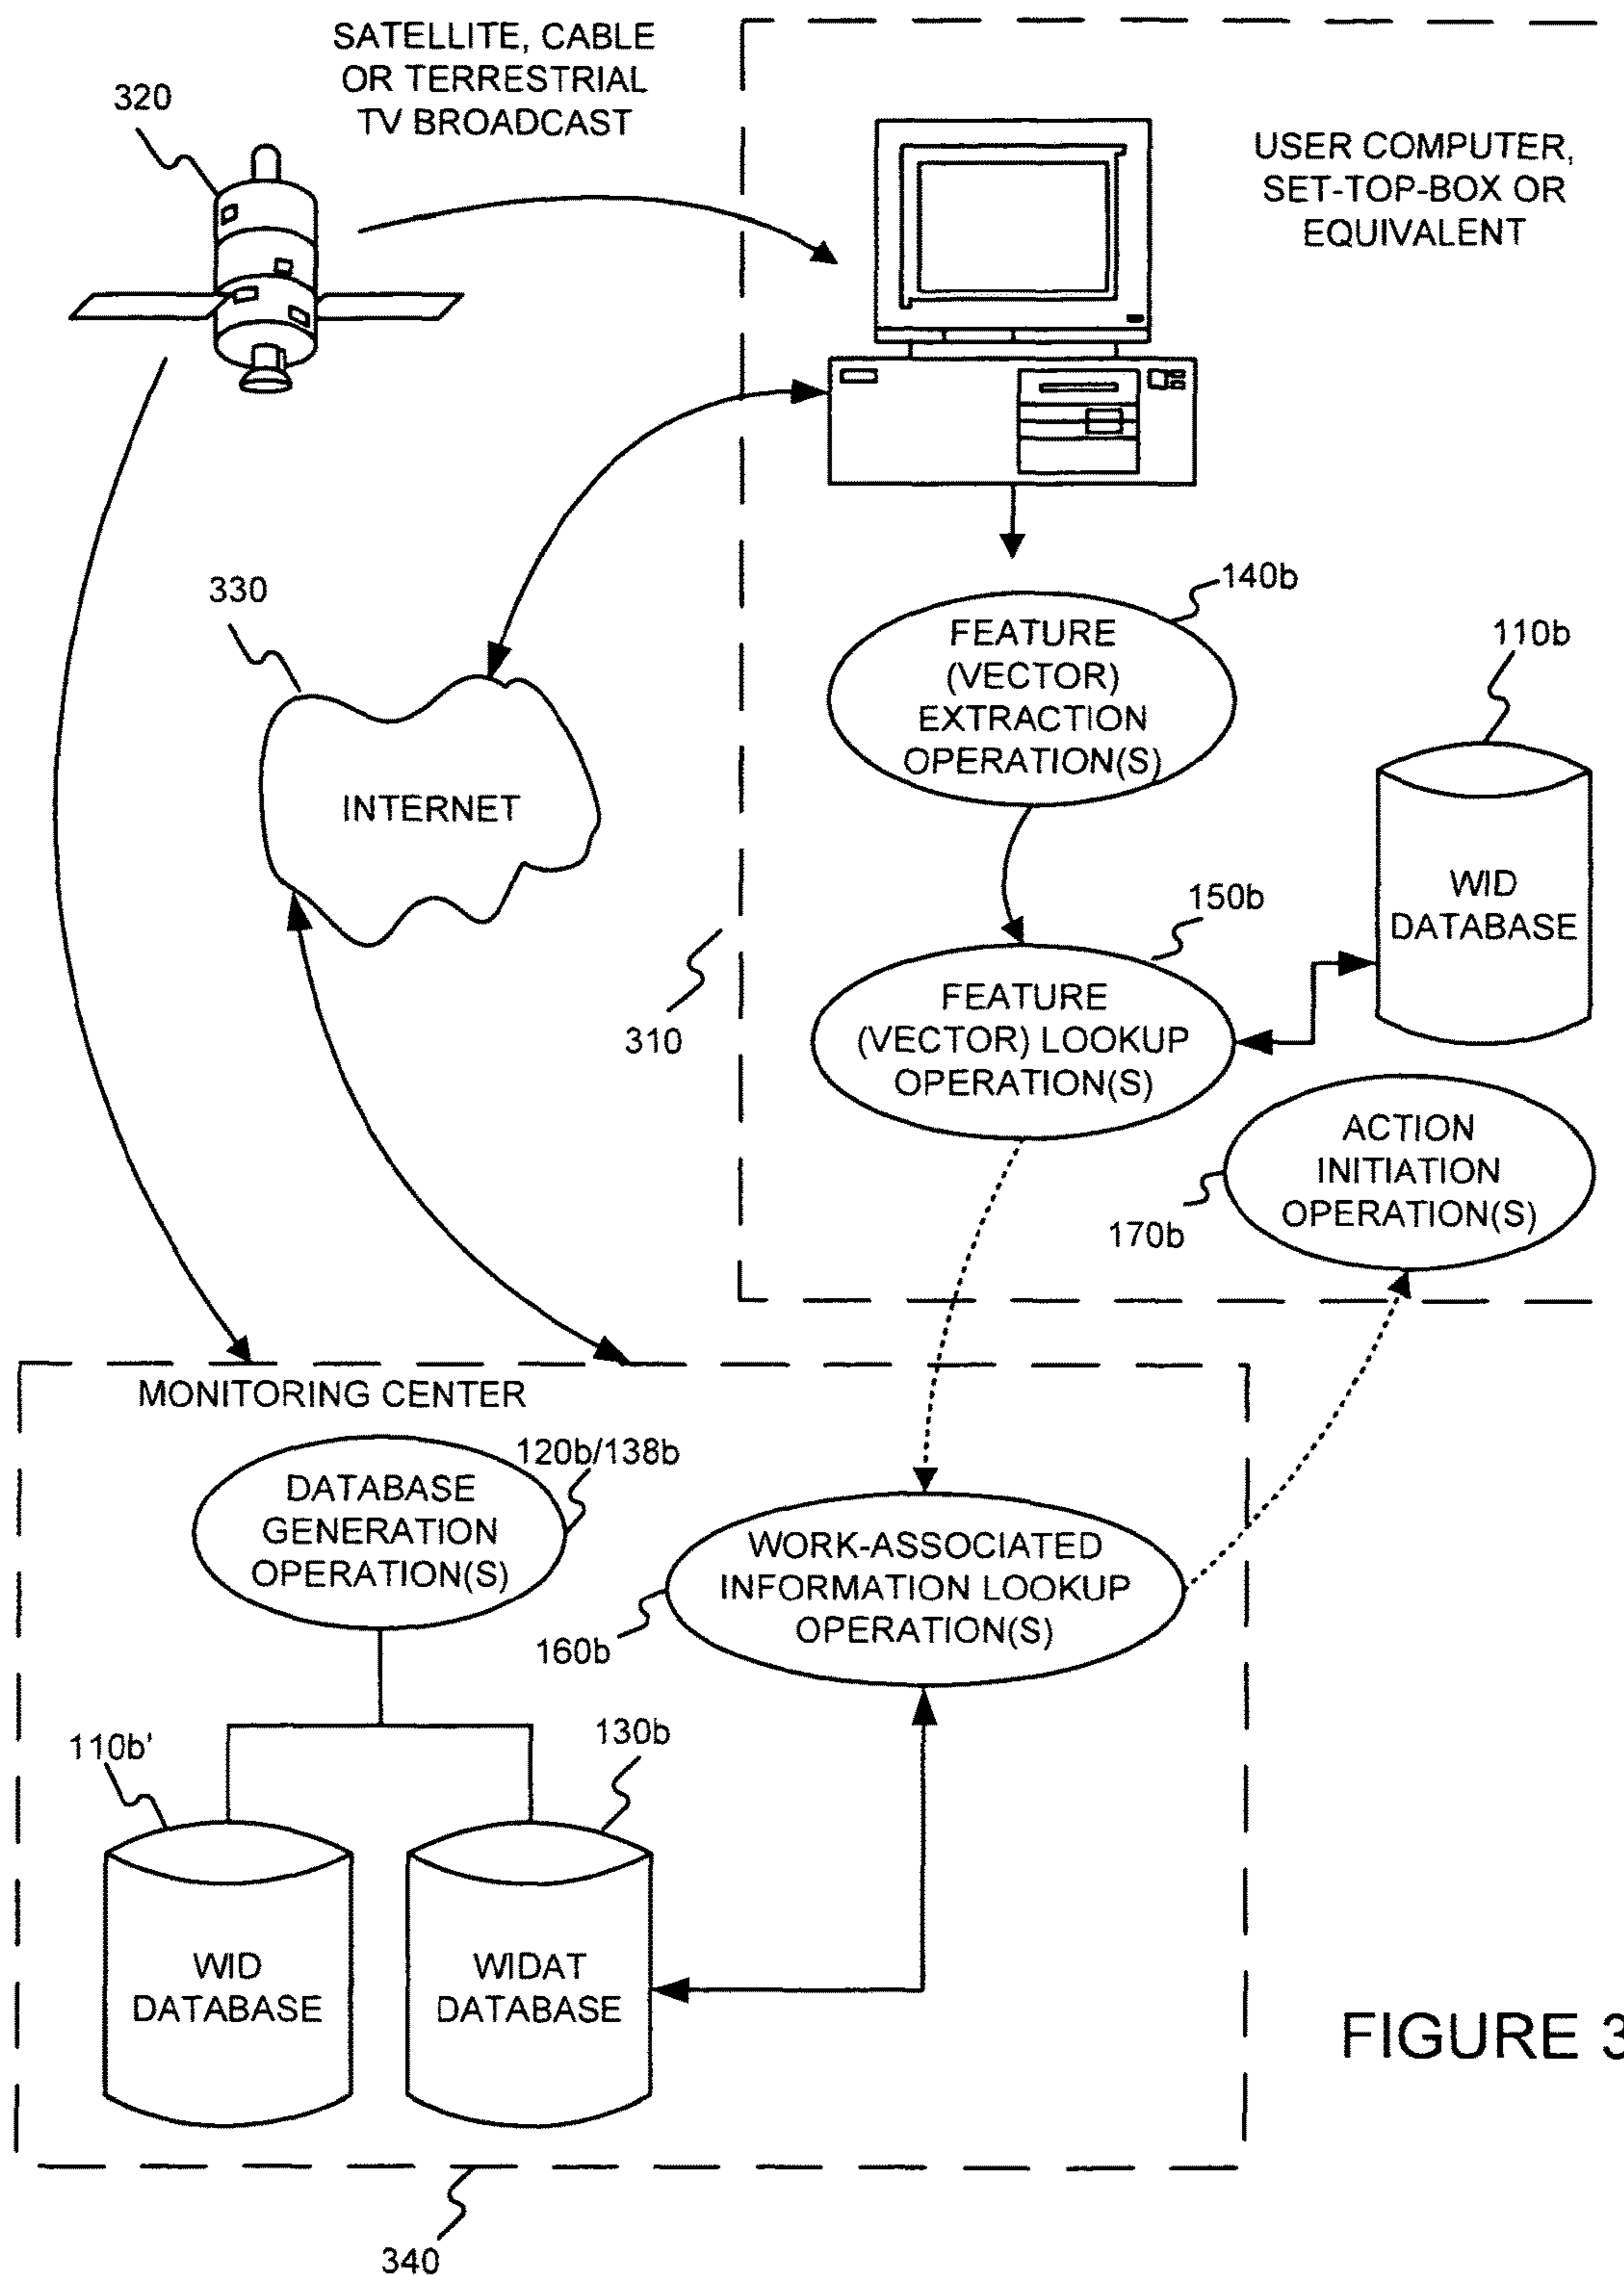 SATELLITE, CABLE
OR TERRESTRIAL
TV BROADCAST
320
USER COMPUTER,
SET-TOP-BOX OR
EQUIVALENT
330
INTERNET
140b
FEATURE
(VECTOR)
EXTRACTION
OPERATION(S)
110b
WID
DATABASE
150b
FEATURE
(VECTOR) LOOKUP
OPERATION(S)
310
ACTION
INITIATION
OPERATION(S)
170b
MONITORING CENTER
120b/138b
DATABASE
GENERATION
OPERATION(S)
WORK-ASSOCIATED
INFORMATION LOOKUP
OPERATION(S)
160b
110b'
130b
WID
DATABASE
WIDAT
DATABASE
FIGURE 3
340